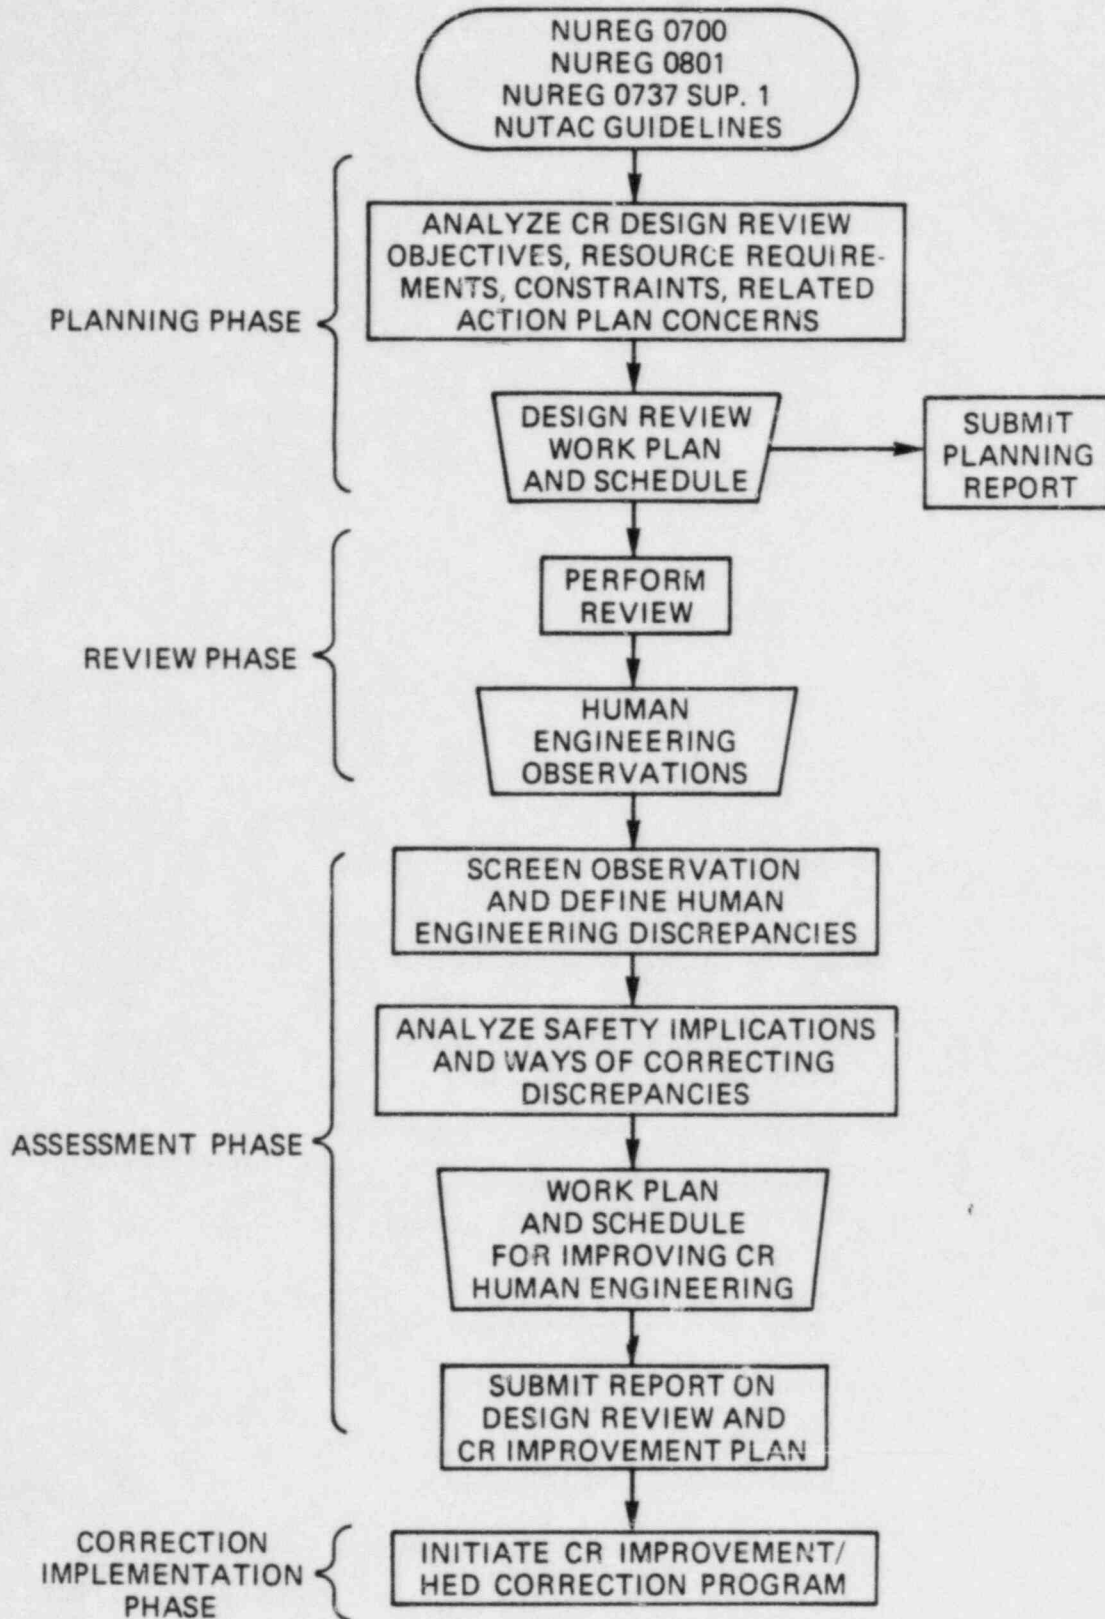 NUREG 0700
NUREG 0801
NUREG 0737 SUP. 1
NUTAC GUIDELINES
PLANNING PHASE
ANALYZE CR DESIGN REVIEW
OBJECTIVES, RESOURCE REQUIRE-
MENTS, CONSTRAINTS, RELATED
ACTION PLAN CONCERNS
DESIGN REVIEW
WORK PLAN
AND SCHEDULE
SUBMIT
PLANNING
REPORT
REVIEW PHASE
PERFORM
REVIEW
HUMAN
ENGINEERING
OBSERVATIONS
ASSESSMENT PHASE
SCREEN OBSERVATION
AND DEFINE HUMAN
ENGINEERING DISCREPANCIES
ANALYZE SAFETY IMPLICATIONS
AND WAYS OF CORRECTING
DISCREPANCIES
WORK PLAN
AND SCHEDULE
FOR IMPROVING CR
HUMAN ENGINEERING
SUBMIT REPORT ON
DESIGN REVIEW AND
CR IMPROVEMENT PLAN
CORRECTION
IMPLEMENTATION
PHASE
INITIATE CR IMPROVEMENT/
HED CORRECTION PROGRAM